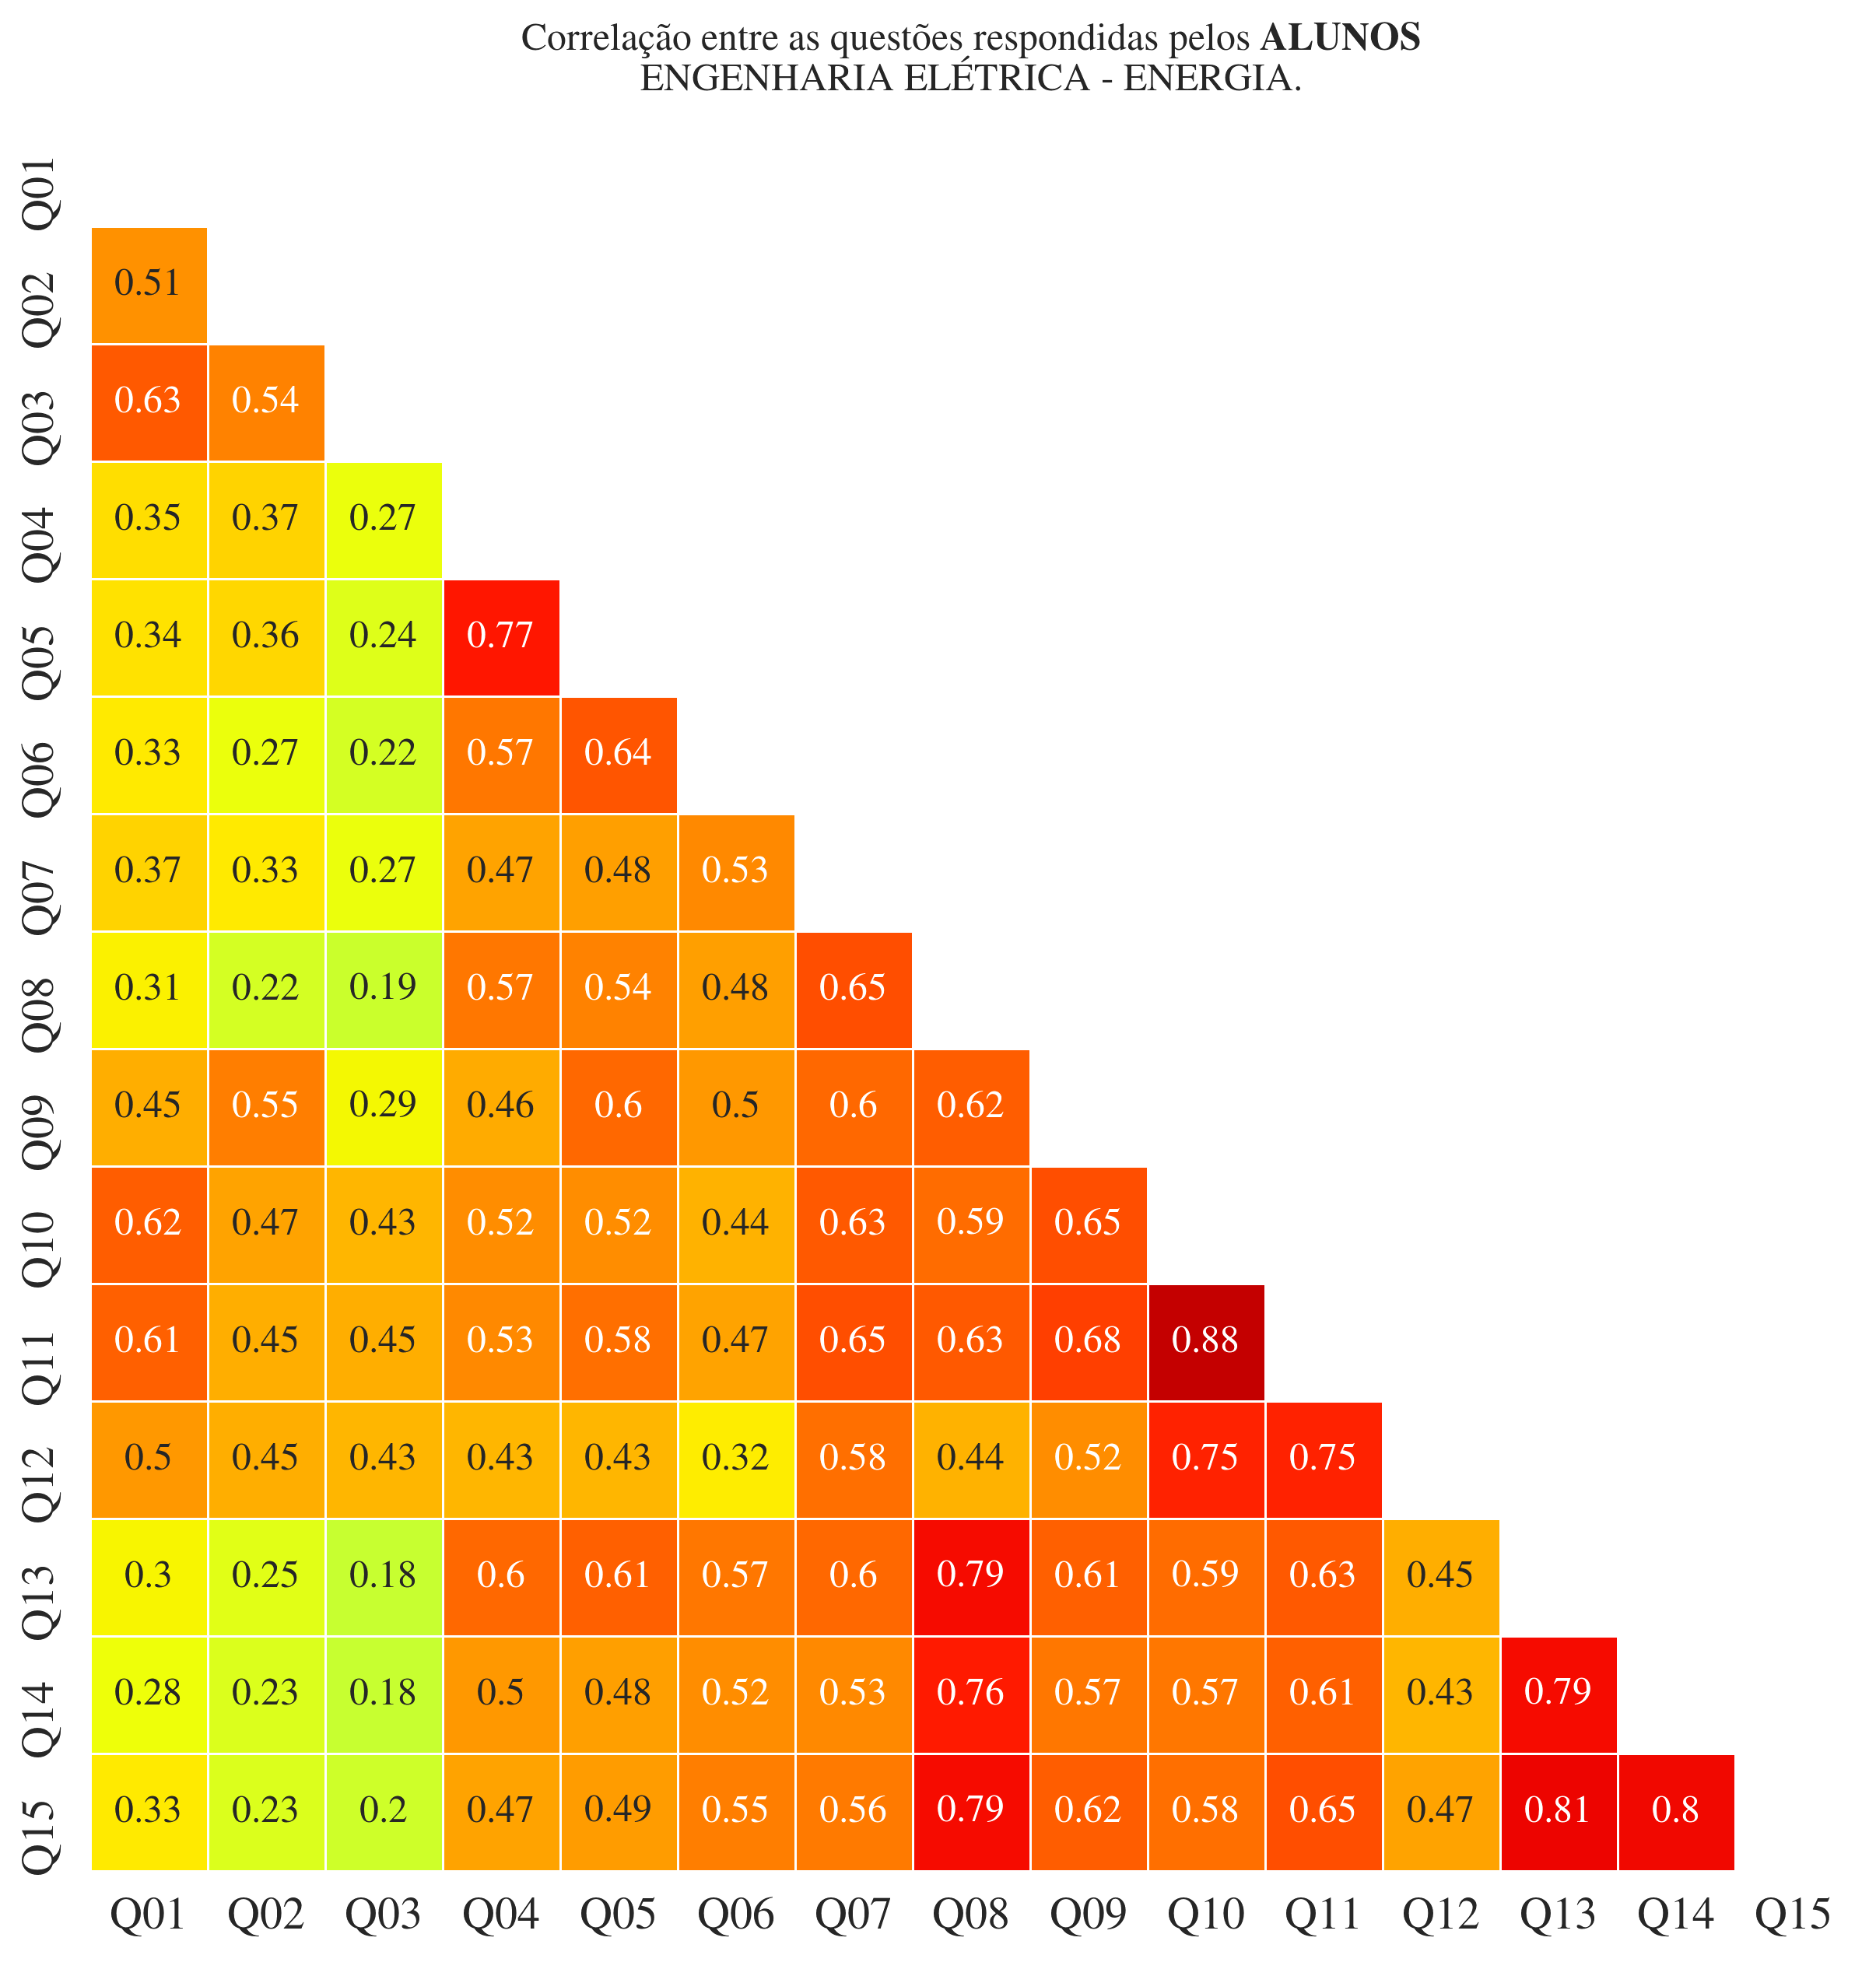 Correlação entre as questões respondidas pelos ALUNOS
ENGENHARIA ELÉTRICA - ENERGIA.
Q01
Q02 0.51
Q03 0.63 0.54
Q04 0.35 0.37 0.27
Q05 0.34 0.36 0.24 0.77
Q06 0.33 0.27 0.22 0.57 0.64
Q07 0.37 0.33 0.27 0.47 0.48 0.53
Q08 0.31 0.22 0.19 0.57 0.54 0.48 0.65
Q09 0.45 0.55 0.29 0.46 0.6 0.5 0.6 0.62
Q10 0.62 0.47 0.43 0.52 0.52 0.44 0.63 0.59 0.65
Q11 0.61 0.45 0.45 0.53 0.58 0.47 0.65 0.63 0.68 0.88
Q12 0.5 0.45 0.43 0.43 0.43 0.32 0.58 0.44 0.52 0.75 0.75
Q13 0.3 0.25 0.18 0.6 0.61 0.57 0.6 0.79 0.61 0.59 0.63 0.45
Q14 0.28 0.23 0.18 0.5 0.48 0.52 0.53 0.76 0.57 0.57 0.61 0.43 0.79
Q15 0.33 0.23 0.2 0.47 0.49 0.55 0.56 0.79 0.62 0.58 0.65 0.47 0.81 0.8
Q01 Q02 Q03 Q04 Q05 Q06 Q07 Q08 Q09 Q10 Q11 Q12 Q13 Q14 Q15